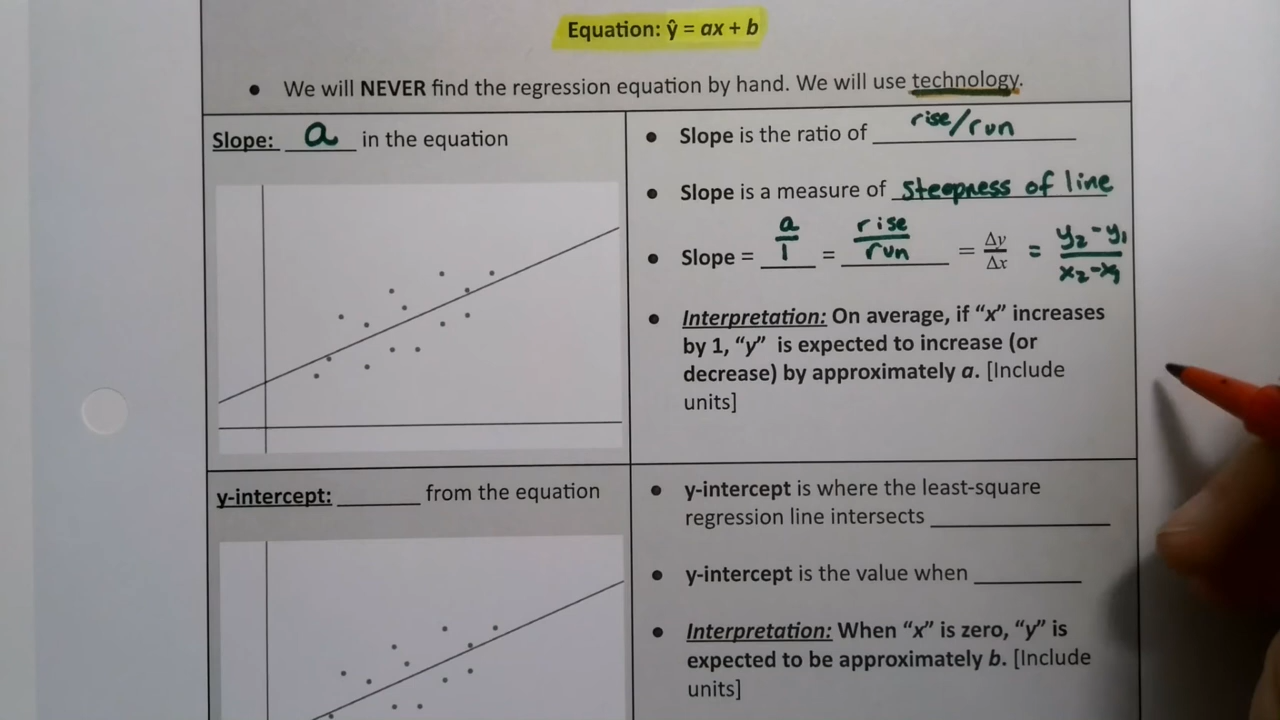 Equation: ŷ = ax + b
• We will NEVER find the regression equation by hand. We will use technology.
Slope: a in the equation
• Slope is the ratio of rise/run
• Slope is a measure of steepness of line
• Slope = a/1 = rise/run = Δy/Δx = y₂-y₁/x₂-x₁
• Interpretation: On average, if “x” increases
by 1, “y” is expected to increase (or
decrease) by approximately a. [Include
units]
y-intercept: ______ from the equation
• y-intercept is where the least-square
regression line intersects ______
• y-intercept is the value when ______
• Interpretation: When “x” is zero, “y” is
expected to be approximately b. [Include
units]